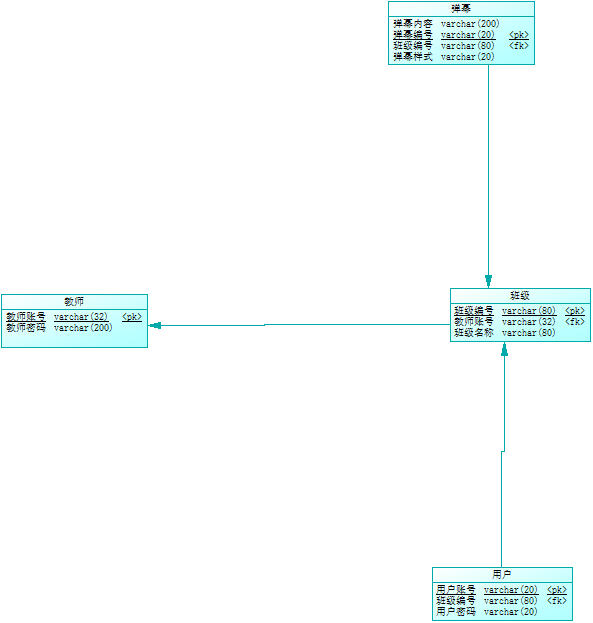 弹幕
弹幕内容 varchar(200)
弹幕编号 varchar(20) <pk>
班级编号 varchar(80) <fk>
弹幕样式 varchar(20)
教师
教师账号 varchar(32) <pk>
教师密码 varchar(200)
班级
班级编号 varchar(80) <pk>
教师账号 varchar(32) <fk>
班级名称 varchar(80)
用户
用户账号 varchar(20) <pk>
班级编号 varchar(80) <fk>
用户密码 varchar(20)